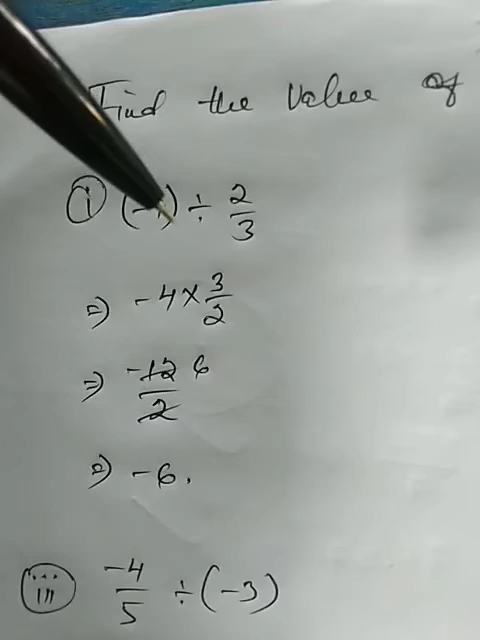 Find the Value of
(i) (-4) ÷ 2/3
=) -4 × 3/2
=) -12 6 / 2
=) -6.
(iii) -4/5 ÷ (-3)